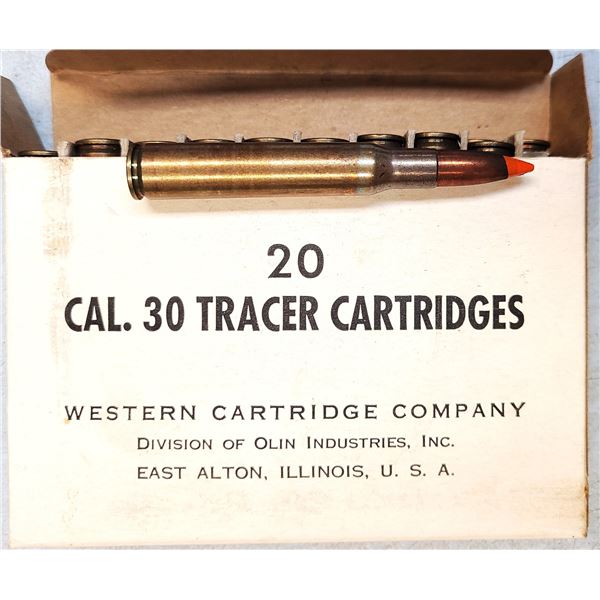 20
CAL. 30 TRACER CARTRIDGES
WESTERN CARTRIDGE COMPANY
DIVISION OF OLIN INDUSTRIES, INC.
EAST ALTON, ILLINOIS, U. S. A.